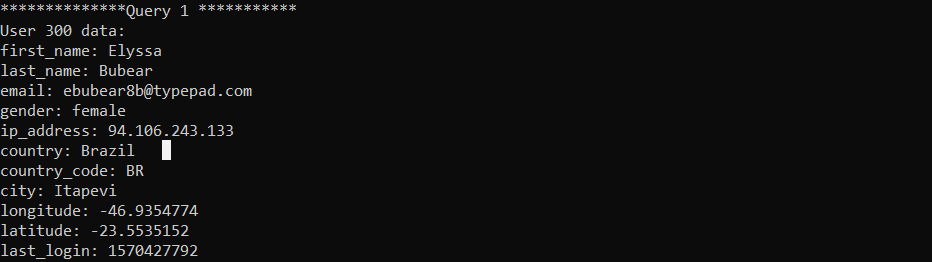 **************Query 1 ***********
User 300 data:
first_name: Elyssa
last_name: Bubear
email: ebubear8b@typepad.com
gender: female
ip_address: 94.106.243.133
country: Brazil
country_code: BR
city: Itapevi
longitude: -46.9354774
latitude: -23.5535152
last_login: 1570427792